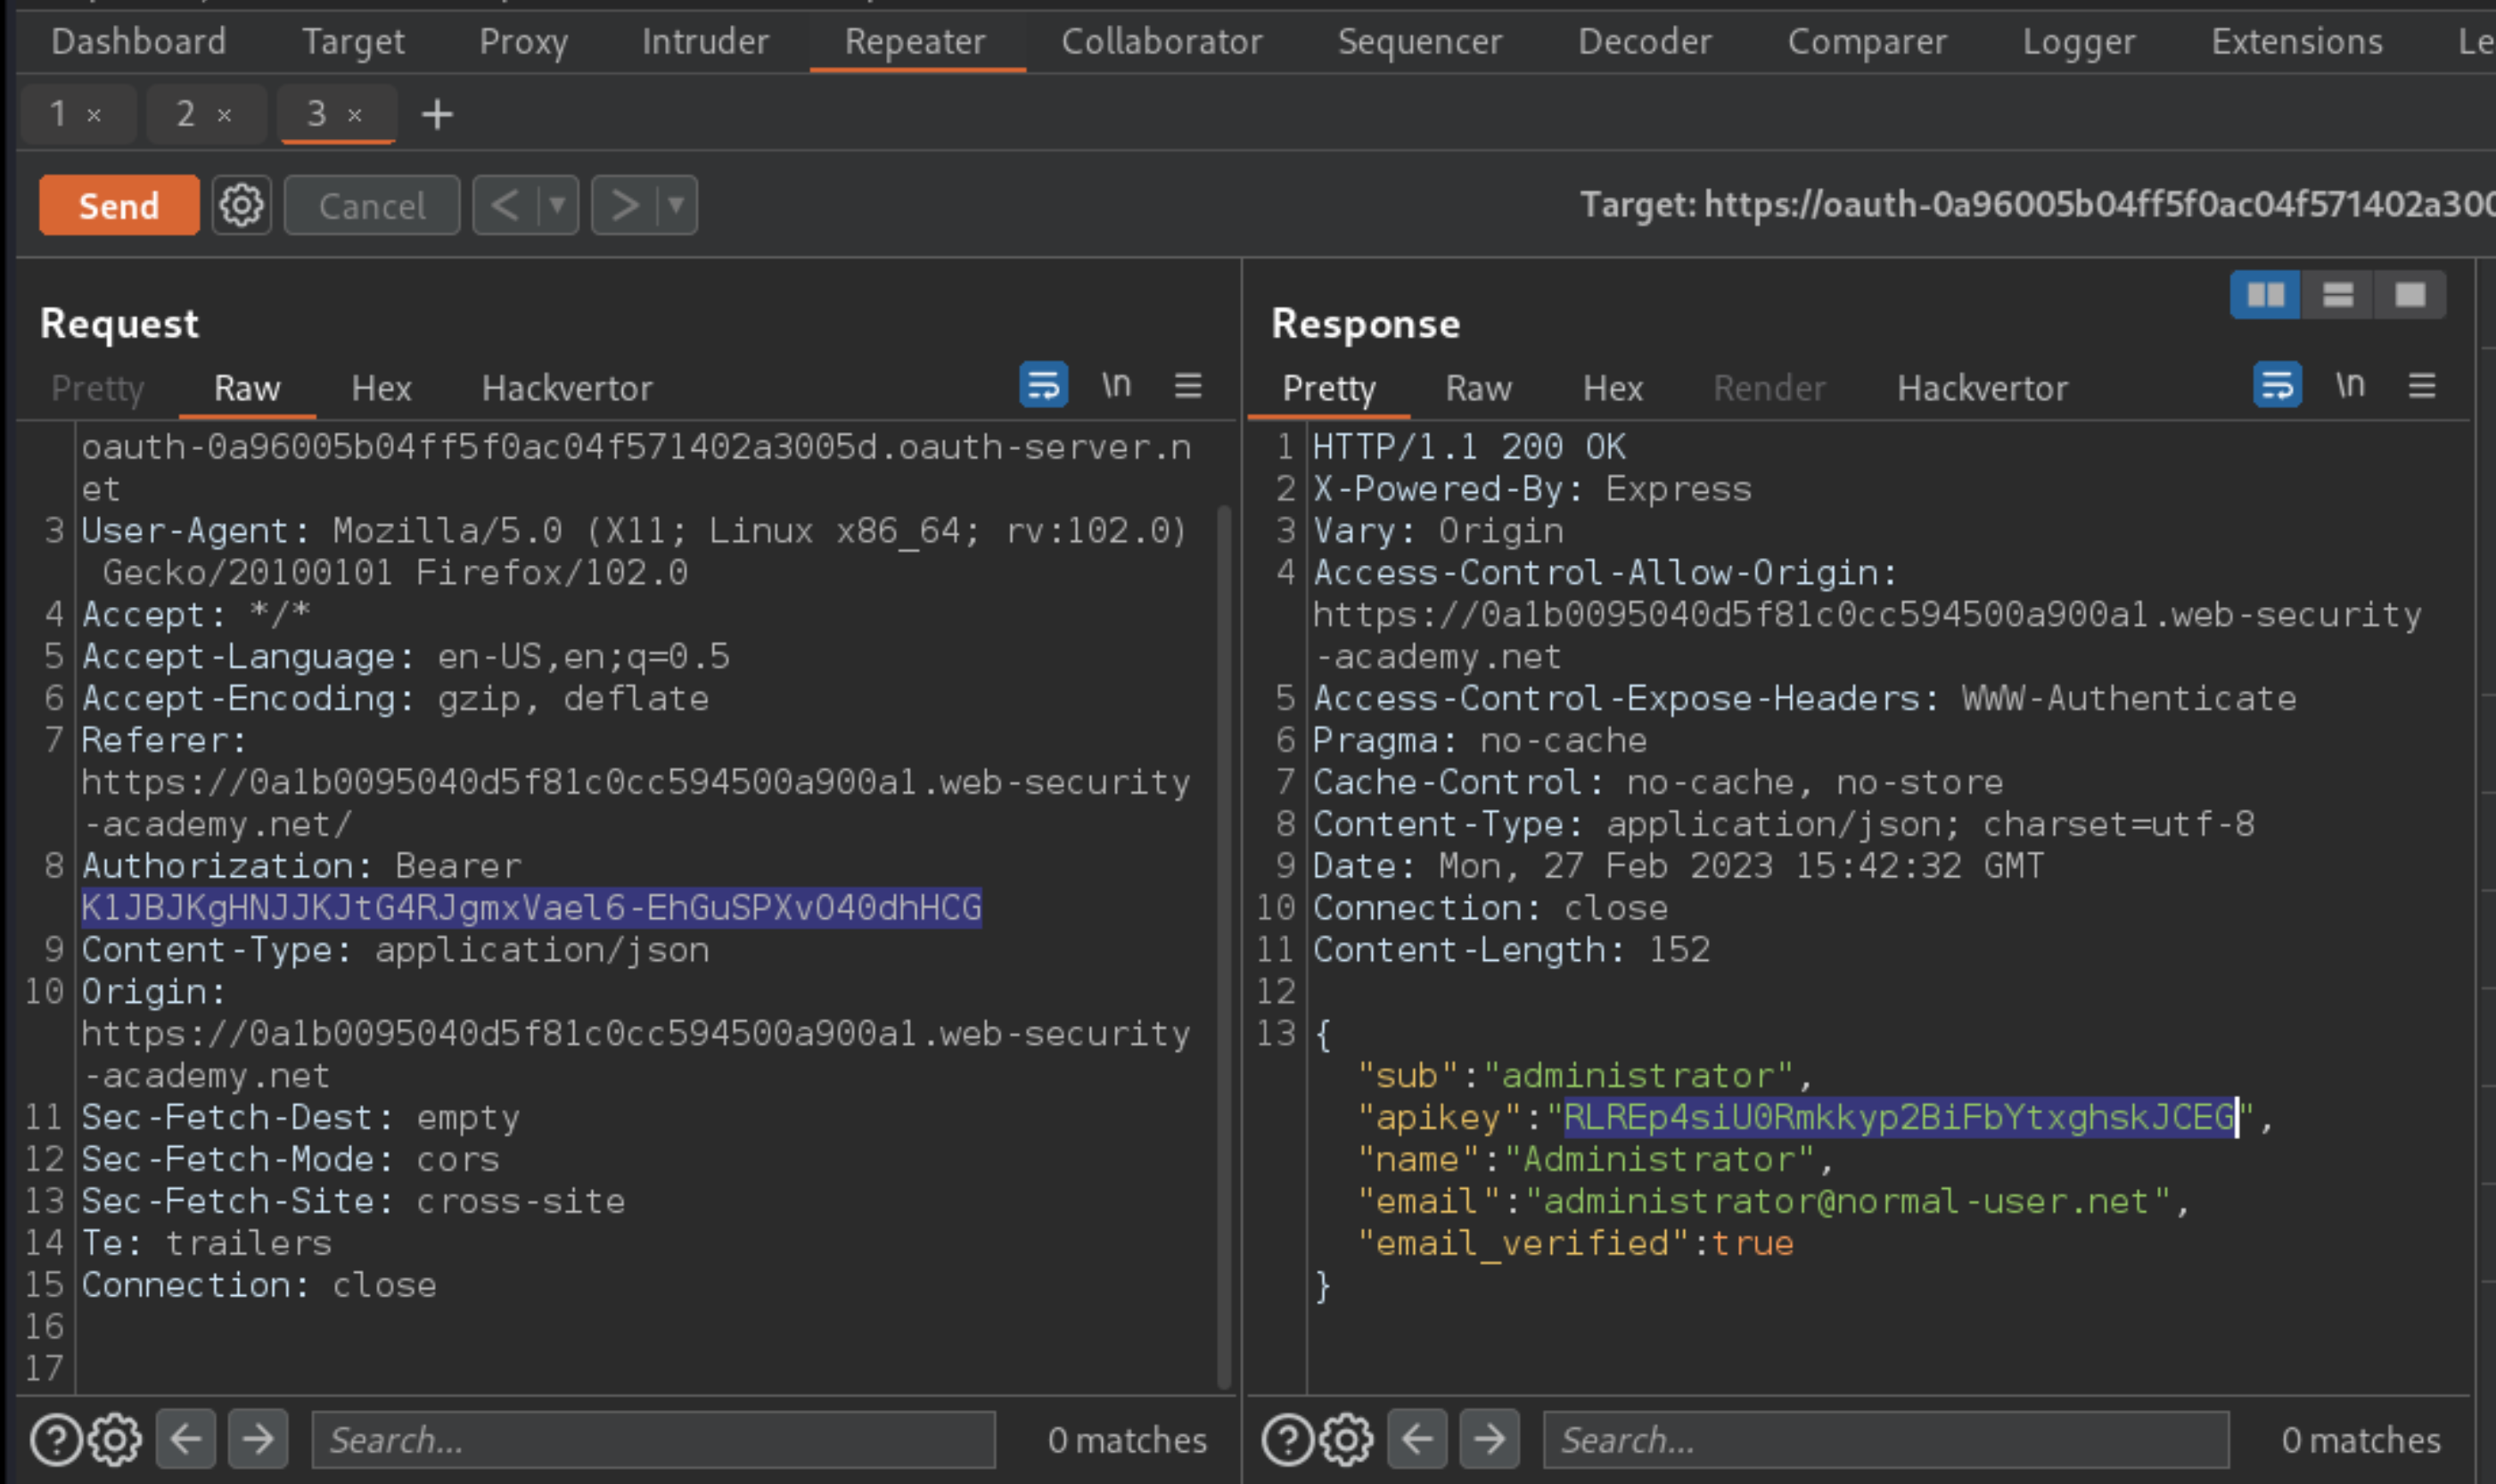 Dashboard Target Proxy Intruder Repeater Collaborator Sequencer Decoder Comparer Logger Extensions Le
1 × 2 × 3 × +
Send Cancel < > Target: https://oauth-0a96005b04ff5f0ac04f571402a300
Request
Pretty Raw Hex Hackvertor \n
oauth-0a96005b04ff5f0ac04f571402a3005d.oauth-server.n
et
3 User-Agent: Mozilla/5.0 (X11; Linux x86_64; rv:102.0)
Gecko/20100101 Firefox/102.0
4 Accept: */*
5 Accept-Language: en-US,en;q=0.5
6 Accept-Encoding: gzip, deflate
7 Referer:
https://0a1b0095040d5f81c0cc594500a900a1.web-security
-academy.net/
8 Authorization: Bearer
K1JBJKgHNJJKJtG4RJgmxVael6-EhGuSPXvO40dhHCG
9 Content-Type: application/json
10 Origin:
https://0a1b0095040d5f81c0cc594500a900a1.web-security
-academy.net
11 Sec-Fetch-Dest: empty
12 Sec-Fetch-Mode: cors
13 Sec-Fetch-Site: cross-site
14 Te: trailers
15 Connection: close
16
17
Search... 0 matches
Response
Pretty Raw Hex Render Hackvertor \n
1 HTTP/1.1 200 OK
2 X-Powered-By: Express
3 Vary: Origin
4 Access-Control-Allow-Origin:
https://0a1b0095040d5f81c0cc594500a900a1.web-security
-academy.net
5 Access-Control-Expose-Headers: WWW-Authenticate
6 Pragma: no-cache
7 Cache-Control: no-cache, no-store
8 Content-Type: application/json; charset=utf-8
9 Date: Mon, 27 Feb 2023 15:42:32 GMT
10 Connection: close
11 Content-Length: 152
12
13 {
"sub":"administrator",
"apikey":"RLREp4siU0Rmkkyp2BiFbYtxghskJCEG",
"name":"Administrator",
"email":"administrator@normal-user.net",
"email_verified":true
}
Search... 0 matches